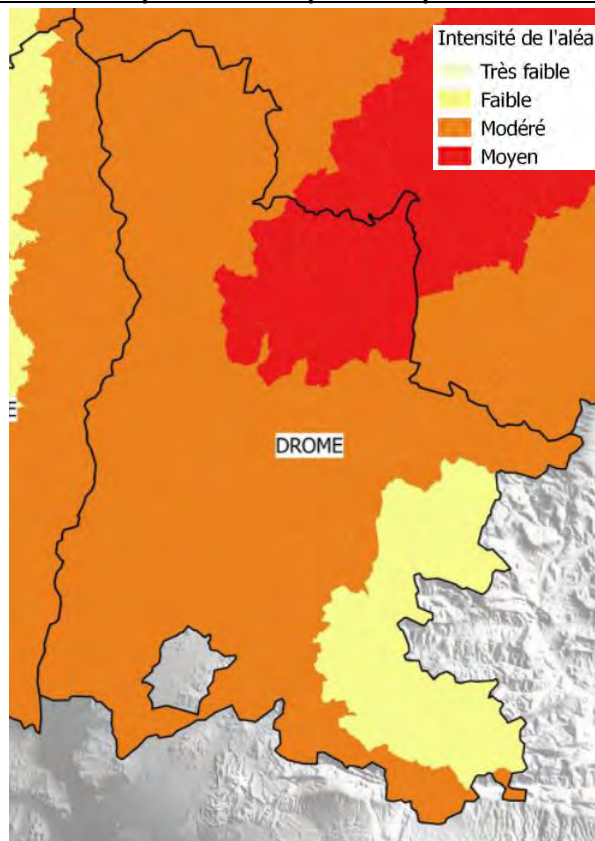 Intensité de l'aléa
Très faible
Faible
Modéré
Moyen
E
DROME